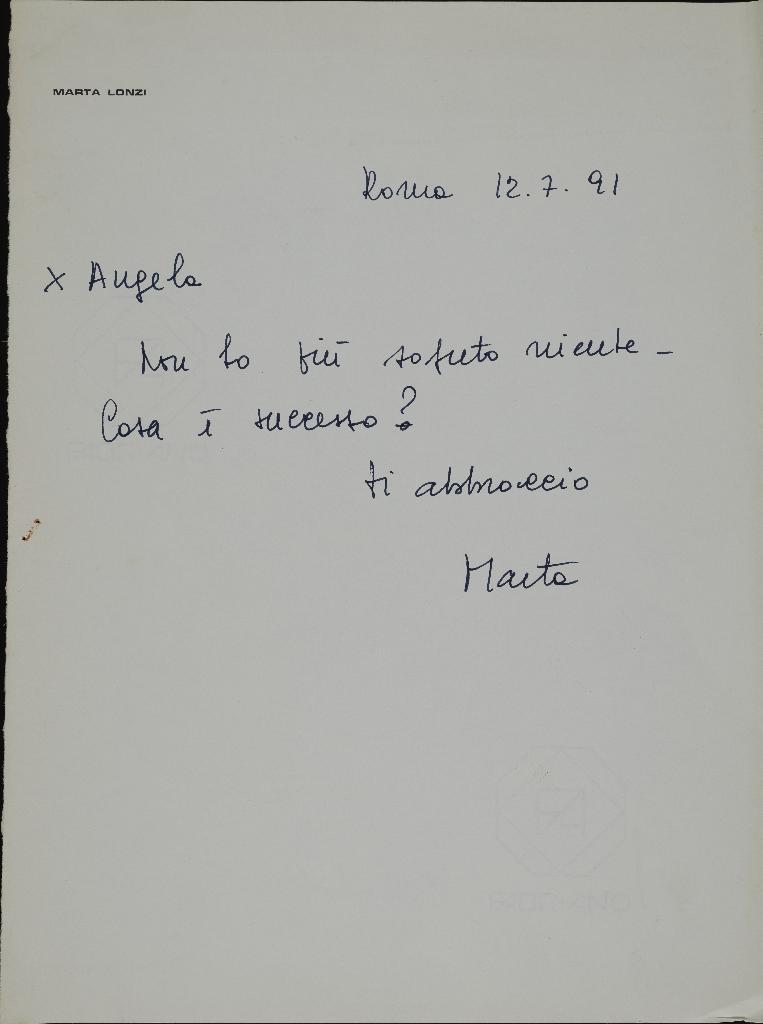 MARTA LONZI
Roma 12.7.91
x Angela
Non ho più saputo niente -
Cosa è successo?
ti abbraccio
Marta